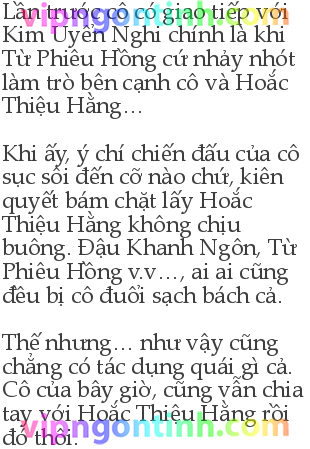 Lần trước cô có giao tiếp với
vipngontinh.com
Kim Uyển Nghi chính là khi
Từ Phiêu Hồng cứ nhảy nhót
làm trò bên cạnh cô và Hoắc
Thiệu Hằng…
Khi ấy, ý chí chiến đấu của cô
sục sôi đến cỡ nào chứ, kiên
quyết bám chặt lấy Hoắc
Thiệu Hằng không chịu
buông. Đậu Khanh Ngôn, Từ
Phiêu Hồng v.v…, ai ai cũng
đều bị cô đuổi sạch bách cả.
Thế nhưng… như vậy cũng
chẳng có tác dụng quái gì cả.
Cô của bây giờ, cũng vẫn chia
tay với Hoắc Thiệu Hằng rồi
vipngontinh.com
đó thôi.